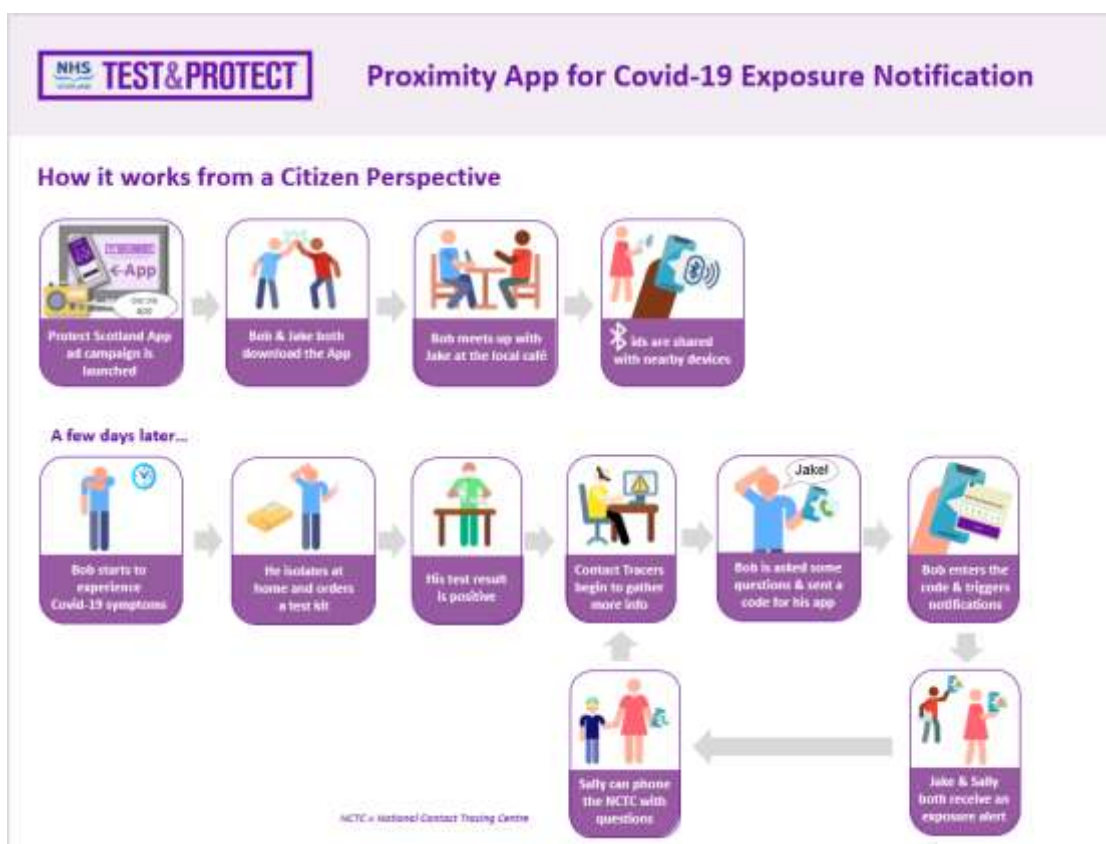 NHS
TEST&PROTECT
Proximity App for Covid-19 Exposure Notification
How it works from a Citizen Perspective
App
Protect Scotland App
ad campaign is
launched
Bob & Jake both
download the App
Bob meets up with
Jake at the local café
ids are shared
with nearby devices
A few days later...
Bob starts to
experience
Covid-19 symptoms
He isolates at
home and orders
a test kit
His test result
is positive
Contact Tracers
begin to gather
more info
Jake!
Bob is asked some
questions & sent a
code for his app
Bob enters the
code & triggers
notifications
Sally can phone
the NCTC with
questions
Jake & Sally
both receive an
exposure alert
NCTC = National Contact Tracing Centre